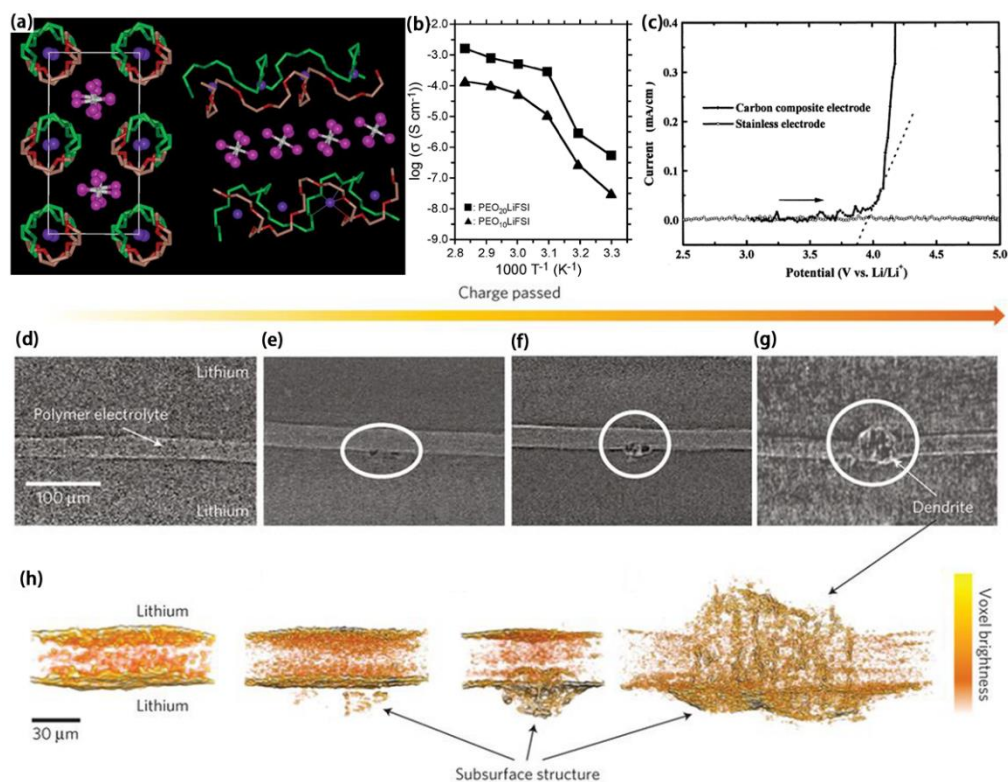 (a)
(b)
-1.0
-2.0
-3.0
-4.0
-5.0
-6.0
-7.0
-8.0
-9.0
log (σ (S cm⁻¹))
■: PEO₂₀LiFSI
▲: PEO₁₀LiFSI
2.8 2.9 3.0 3.1 3.2 3.3
1000 T⁻¹ (K⁻¹)
(c)
0.4
0.2
0.0
Current (mA/cm)
Carbon composite electrode
Stainless electrode
2.5 3.0 3.5 4.0 4.5 5.0
Potential (V vs. Li/Li⁺)
Charge passed
(d)
Lithium
Polymer electrolyte
100 μm
Lithium
(e)
(f)
(g)
Dendrite
(h)
Lithium
Lithium
30 μm
Subsurface structure
Voxel brightness